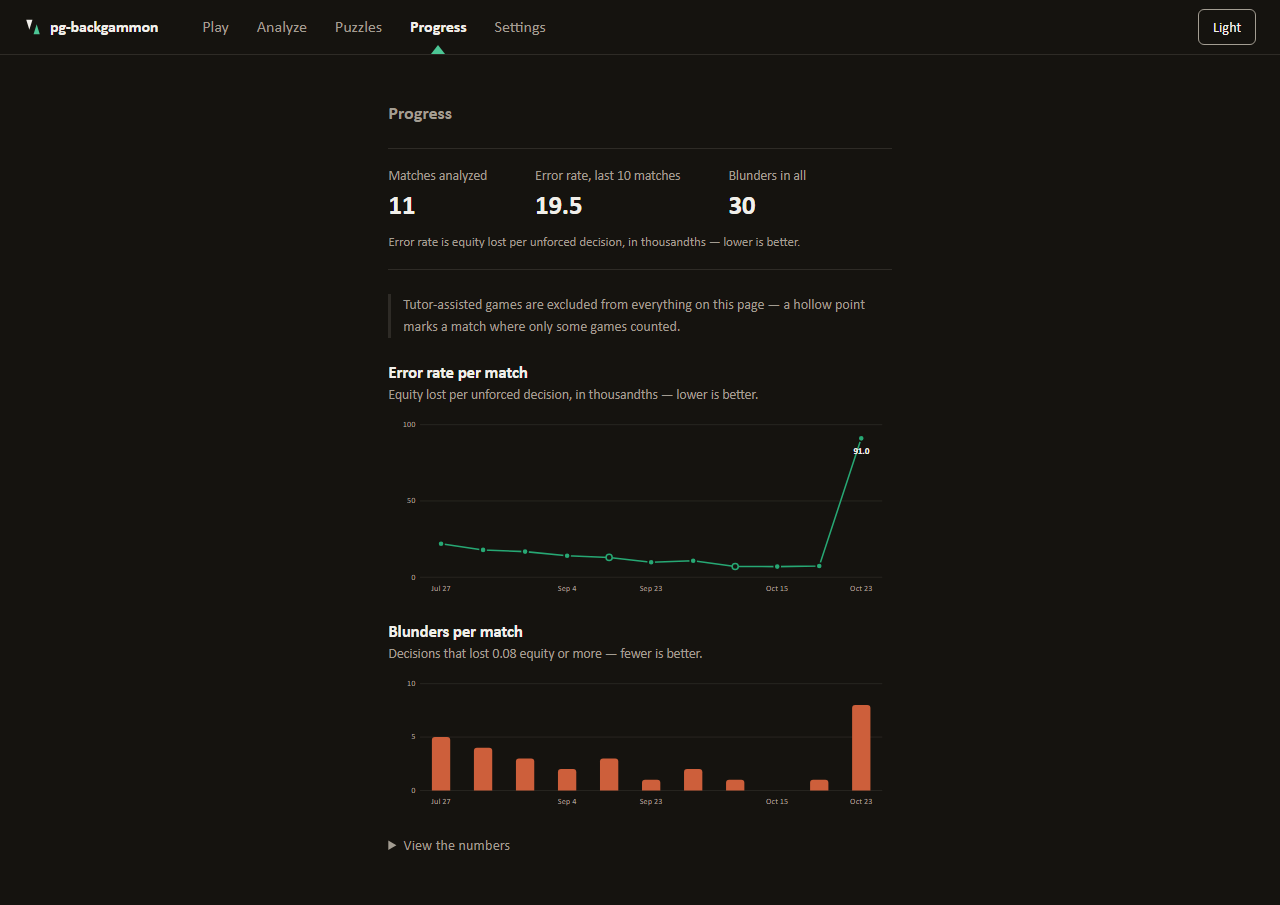 pg-backgammon Play Analyze Puzzles Progress Settings Light
Progress
Matches analyzed Error rate, last 10 matches Blunders in all
11 19.5 30
Error rate is equity lost per unforced decision, in thousandths — lower is better.
Tutor-assisted games are excluded from everything on this page — a hollow point
marks a match where only some games counted.
Error rate per match
Equity lost per unforced decision, in thousandths — lower is better.
100
91.0
50
0
Jul 27 Sep 4 Sep 23 Oct 15 Oct 23
Blunders per match
Decisions that lost 0.08 equity or more — fewer is better.
10
5
0
Jul 27 Sep 4 Sep 23 Oct 15 Oct 23
View the numbers